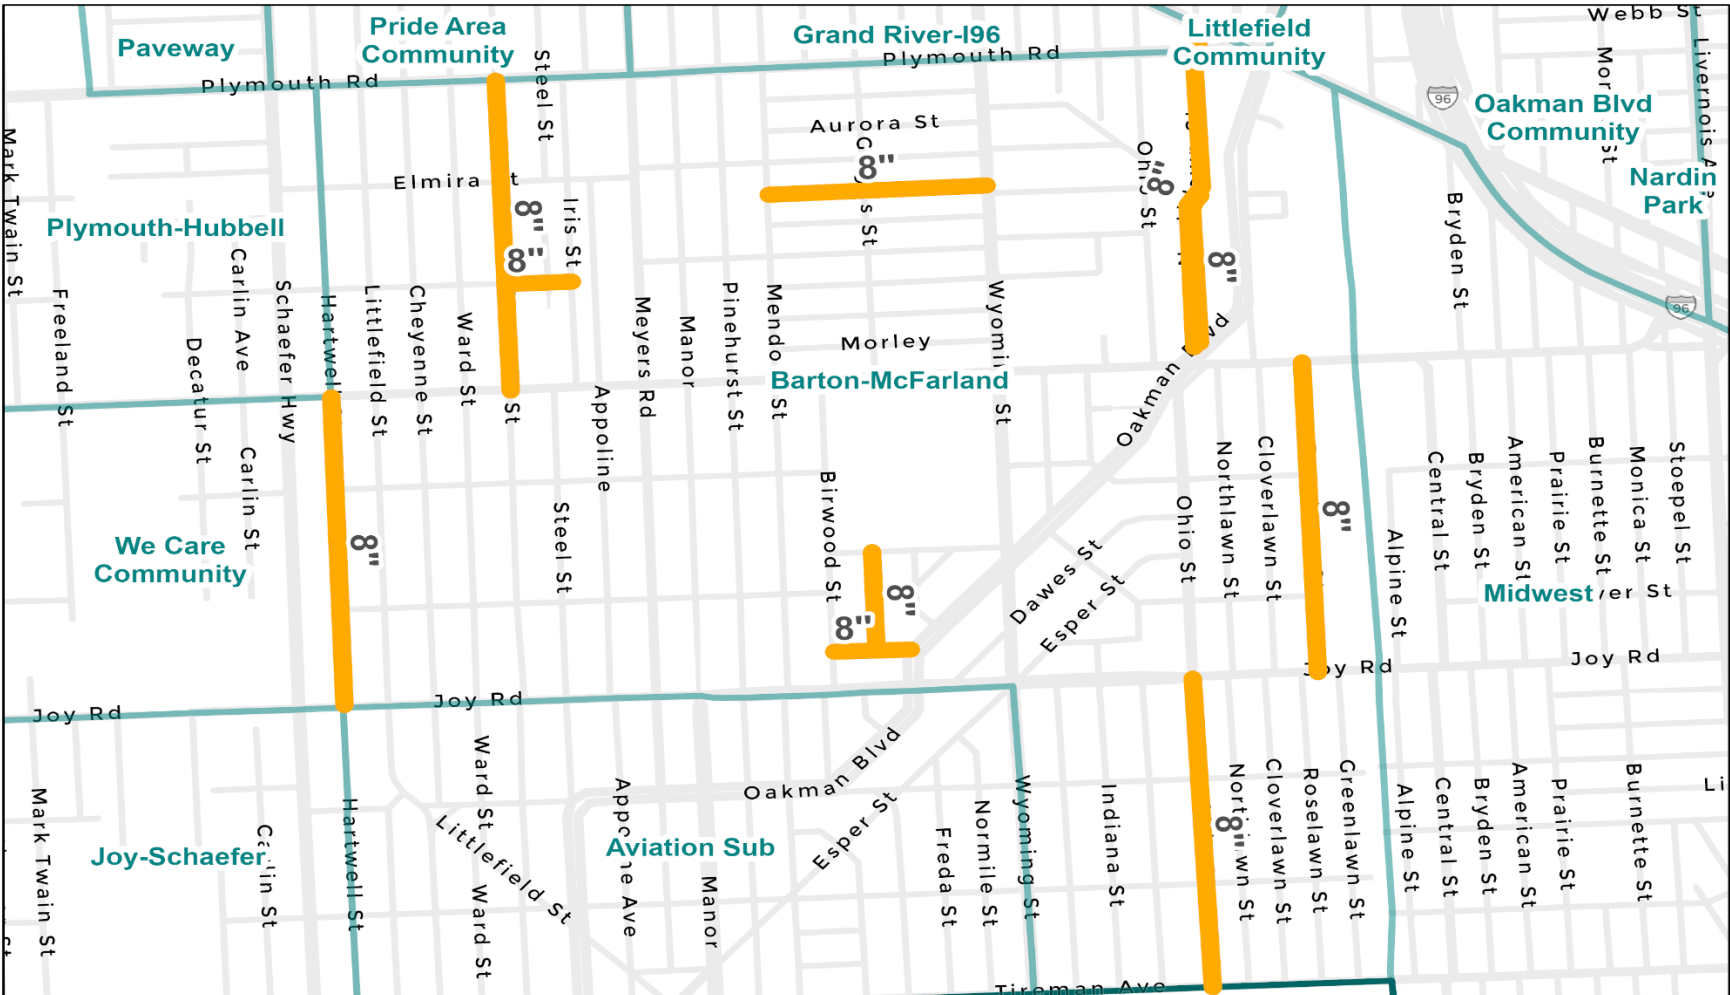 Webb St
Pride Area
Community
Paveway
Grand River-I96
Littlefield
Community
Plymouth Rd
Plymouth Rd
Steel St
Livernois
96
Oakman Blvd
Community
Aurora St
Nardin
Park
Mark Twain St
Elmira
8"
8"
8"
8"
8"
Ohio St
Iris St
Bryden St
Plymouth-Hubbell
96
Freeland St
Carlin Ave
Decatur St
Schaefer Hwy
Hartwell
Littlefield St
Cheyenne St
Ward St
St
Appoline
Meyers Rd
Manor
Pinehurst St
Mendo St
Morley
Barton-McFarland
St
Oakman
Carlin St
We Care
Community
8"
Steel St
Birwood St
8"
8"
Dawes St
Esper St
Ohio St
Northlawn St
Cloverlawn St
8"
Alpine St
Central St
Bryden St
American St
Prairie St
Burnette St
Monica St
Stoepel St
Midwest
Joy Rd
Joy Rd
Joy Rd
Mark Twain St
Joy-Schaefer
Hartwell St
Ward St
Littlefield St
Ward St
Aviation Sub
Manor
Oakman Blvd
Esper St
Freda St
Normile St
Wyoming St
Indiana St
8"
Cloverlawn St
Roselawn St
Greenlawn St
Alpine St
Central St
Bryden St
American St
Prairie St
Burnette St
Li
Tireman Ave